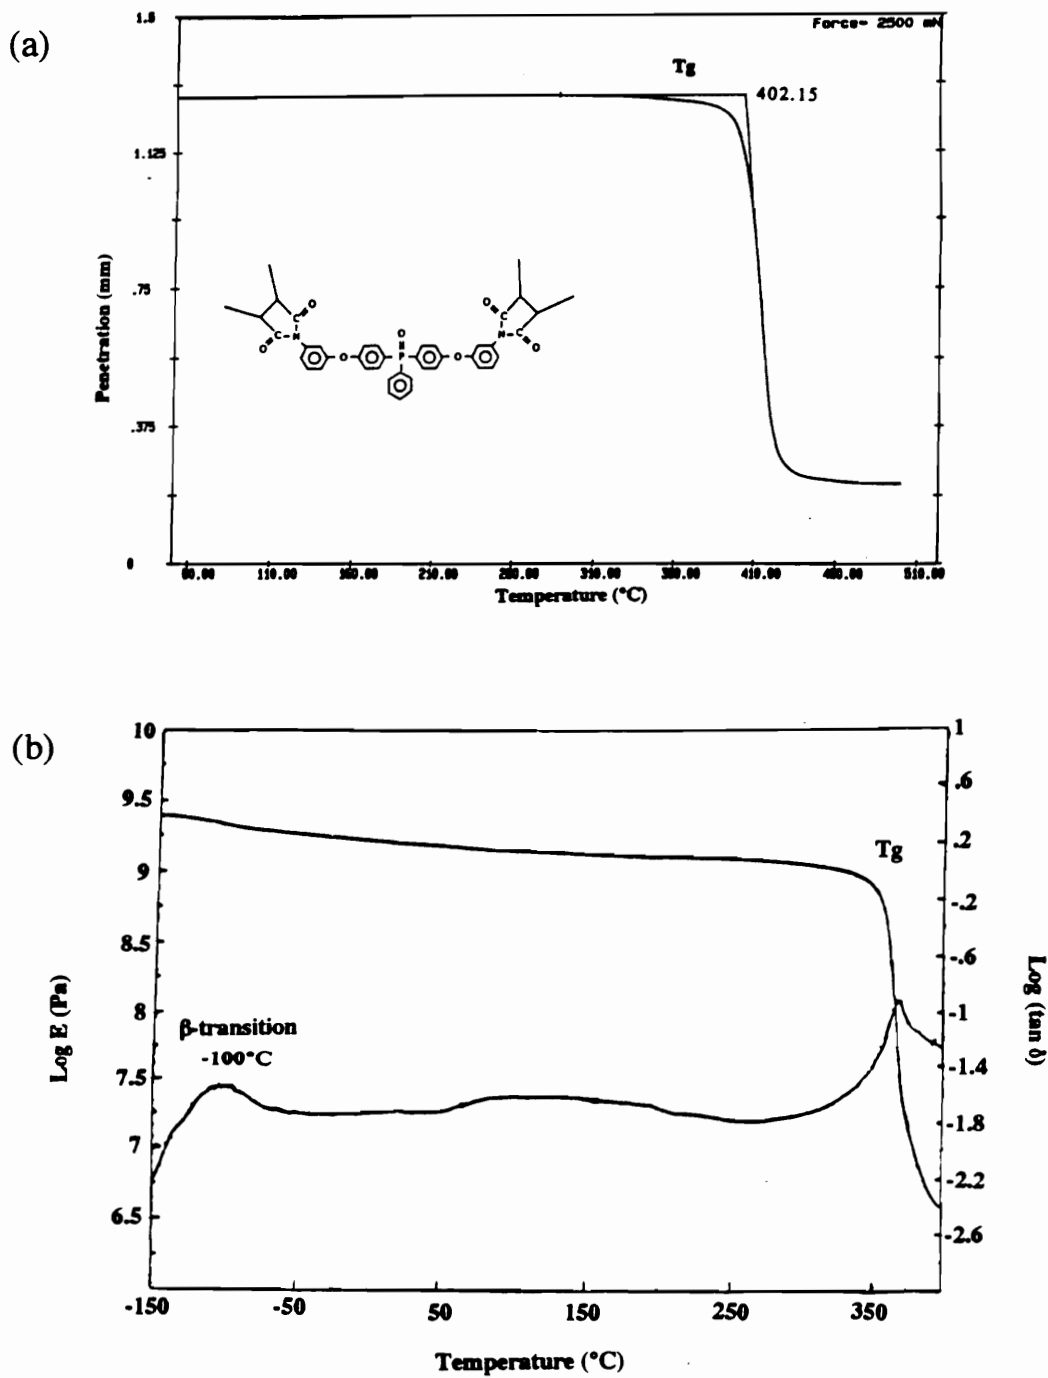 (a)
1.5
Force= 2500 mN
Tg
402.15
1.125
Penetration (mm)
.75
.375
0
60.00 110.00 160.00 210.00 260.00 310.00 360.00 410.00 460.00 510.00
Temperature (°C)
O O
C C
N N
O C C O
O O
O
P
(b)
10
9.5
9
8.5
8
7.5
7
6.5
Log E (Pa)
1
.6
.2
-.2
-.6
-1
-1.4
-1.8
-2.2
-2.6
Log (tan δ)
Tg
β-transition
-100°C
-150 -50 50 150 250 350
Temperature (°C)